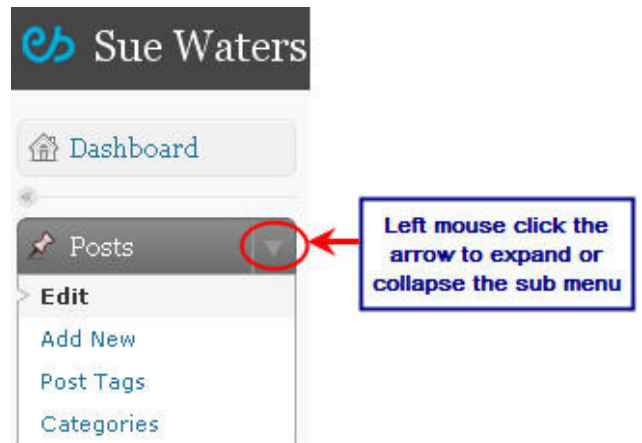 Sue Waters
Dashboard
Posts
Left mouse click the
arrow to expand or
collapse the sub menu
Edit
Add New
Post Tags
Categories